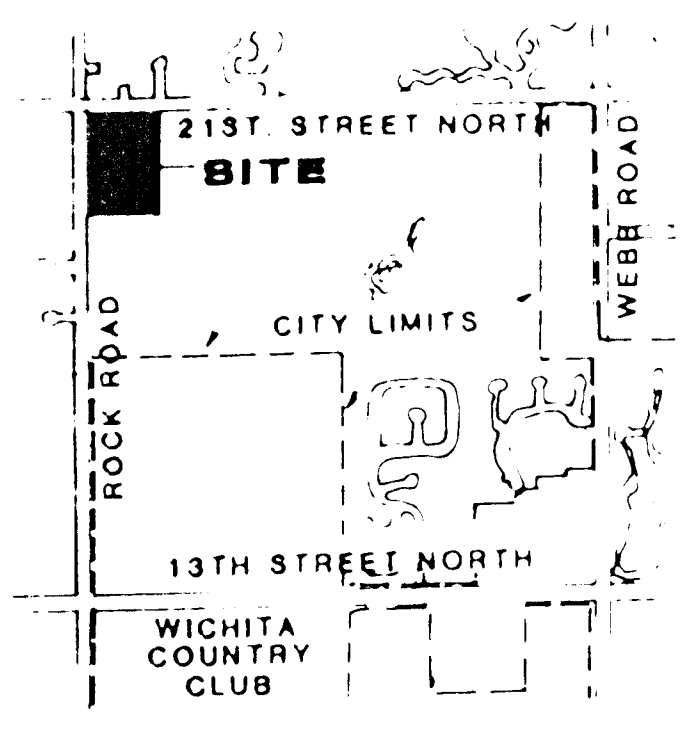 21ST. STREET NORTH
SITE
WEBB ROAD
CITY LIMITS
ROCK ROAD
13TH STREET NORTH
WICHITA
COUNTRY
CLUB